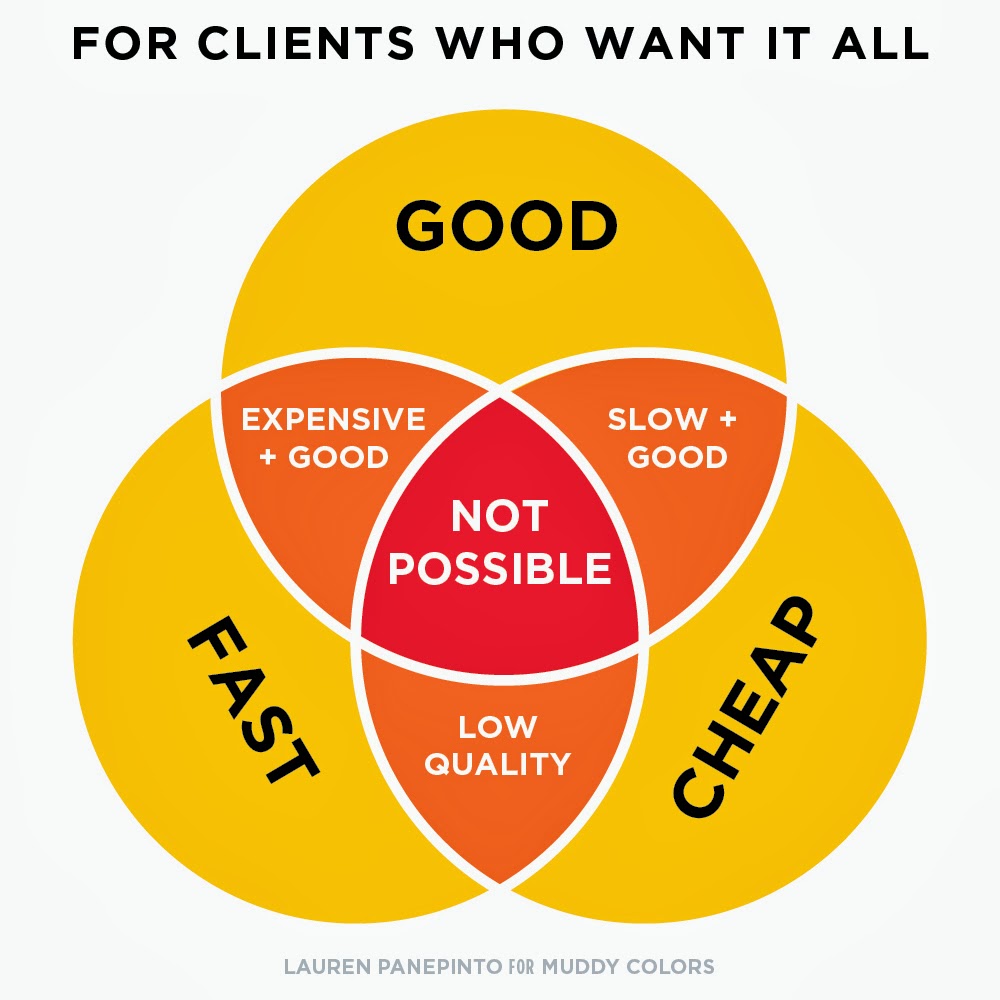 FOR CLIENTS WHO WANT IT ALL
GOOD
EXPENSIVE
+ GOOD
SLOW +
GOOD
NOT
POSSIBLE
FAST
CHEAP
LOW
QUALITY
LAUREN PANEPINTO FOR MUDDY COLORS